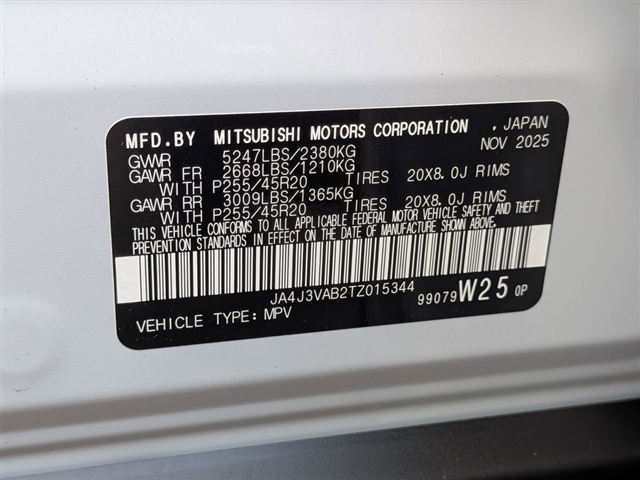 MFD.BY MITSUBISHI MOTORS CORPORATION , JAPAN
NOV 2025
GVWR 5247LBS/2380KG
GAWR FR 2668LBS/1210KG
WITH P255/45R20 TIRES 20X8.0J RIMS
GAWR RR 3009LBS/1365KG
WITH P255/45R20 TIRES 20X8.0J RIMS
THIS VEHICLE CONFORMS TO ALL APPLICABLE FEDERAL MOTOR VEHICLE SAFETY AND THEFT
PREVENTION STANDARDS IN EFFECT ON THE DATE OF MANUFACTURE SHOWN ABOVE.
JA4J3VAB2TZ015344
99079 W25 0P
VEHICLE TYPE: MPV